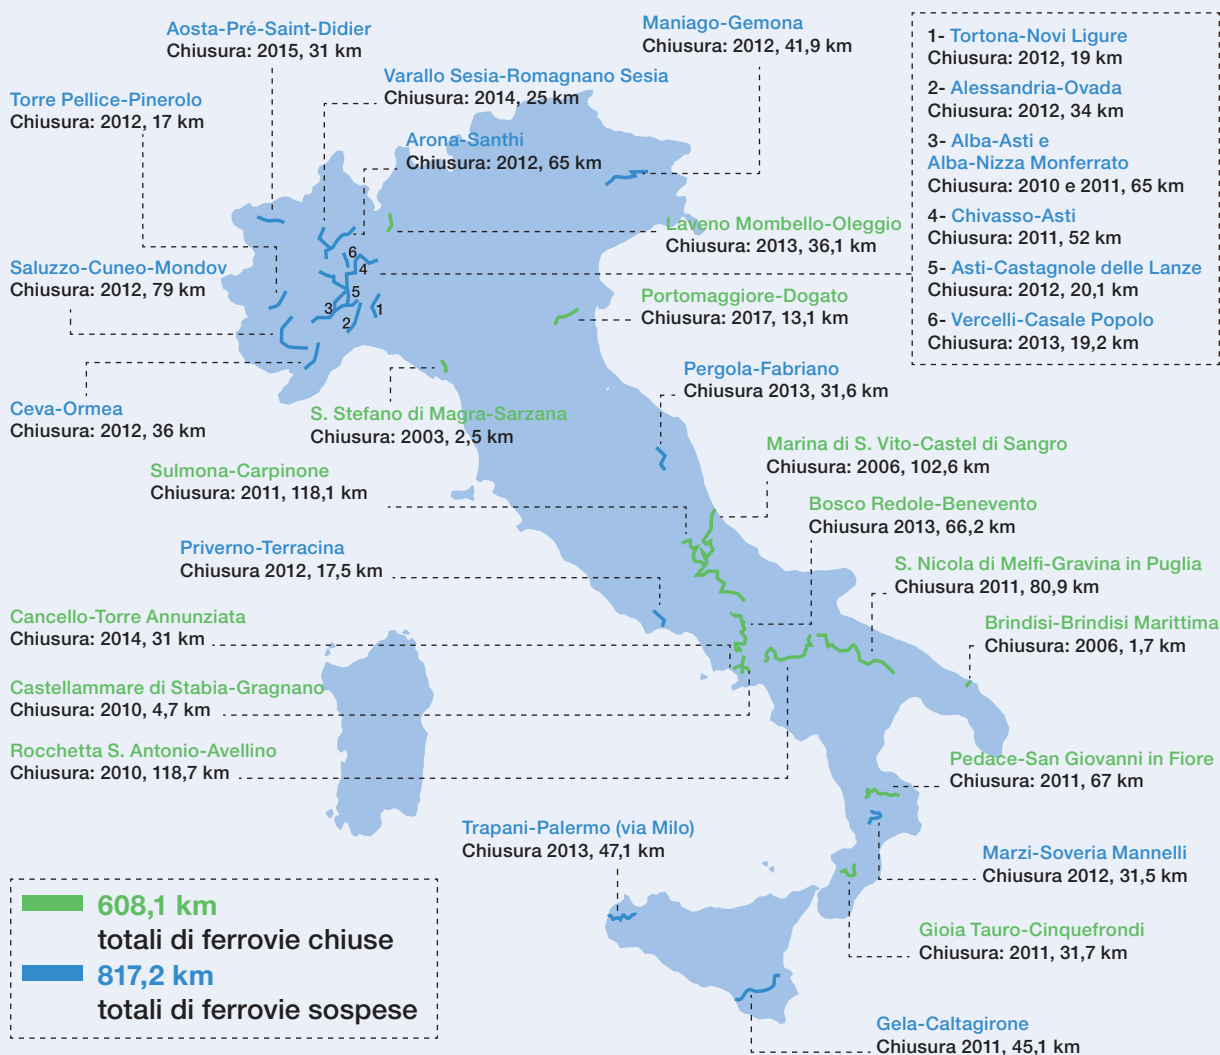 Aosta-Pré-Saint-Didier
Chiusura: 2015, 31 km
Maniago-Gemona
Chiusura: 2012, 41,9 km
Torre Pellice-Pinerolo
Chiusura: 2012, 17 km
Varallo Sesia-Romagnano Sesia
Chiusura: 2014, 25 km
Arona-Santhi
Chiusura: 2012, 65 km
1- Tortona-Novi Ligure
Chiusura: 2012, 19 km
2- Alessandria-Ovada
Chiusura: 2012, 34 km
3- Alba-Asti e
Alba-Nizza Monferrato
Chiusura: 2010 e 2011, 65 km
4- Chivasso-Asti
Chiusura: 2011, 52 km
5- Asti-Castagnole delle Lanze
Chiusura: 2012, 20,1 km
6- Vercelli-Casale Popolo
Chiusura: 2013, 19,2 km
Laveno Mombello-Oleggio
Chiusura: 2013, 36,1 km
Saluzzo-Cuneo-Mondov
Chiusura: 2012, 79 km
6
4
5
3
1
2
Portomaggiore-Dogato
Chiusura: 2017, 13,1 km
Pergola-Fabriano
Chiusura 2013, 31,6 km
Ceva-Ormea
Chiusura: 2012, 36 km
S. Stefano di Magra-Sarzana
Chiusura: 2003, 2,5 km
Marina di S. Vito-Castel di Sangro
Chiusura: 2006, 102,6 km
Sulmona-Carpinone
Chiusura: 2011, 118,1 km
Bosco Redole-Benevento
Chiusura 2013, 66,2 km
Priverno-Terracina
Chiusura 2012, 17,5 km
S. Nicola di Melfi-Gravina in Puglia
Chiusura 2011, 80,9 km
Cancello-Torre Annunziata
Chiusura: 2014, 31 km
Brindisi-Brindisi Marittima
Chiusura: 2006, 1,7 km
Castellammare di Stabia-Gragnano
Chiusura: 2010, 4,7 km
Rocchetta S. Antonio-Avellino
Chiusura: 2010, 118,7 km
Pedace-San Giovanni in Fiore
Chiusura: 2011, 67 km
Trapani-Palermo (via Milo)
Chiusura 2013, 47,1 km
Marzi-Soveria Mannelli
Chiusura 2012, 31,5 km
608,1 km
totali di ferrovie chiuse
817,2 km
totali di ferrovie sospese
Gioia Tauro-Cinquefrondi
Chiusura: 2011, 31,7 km
Gela-Caltagirone
Chiusura 2011, 45,1 km